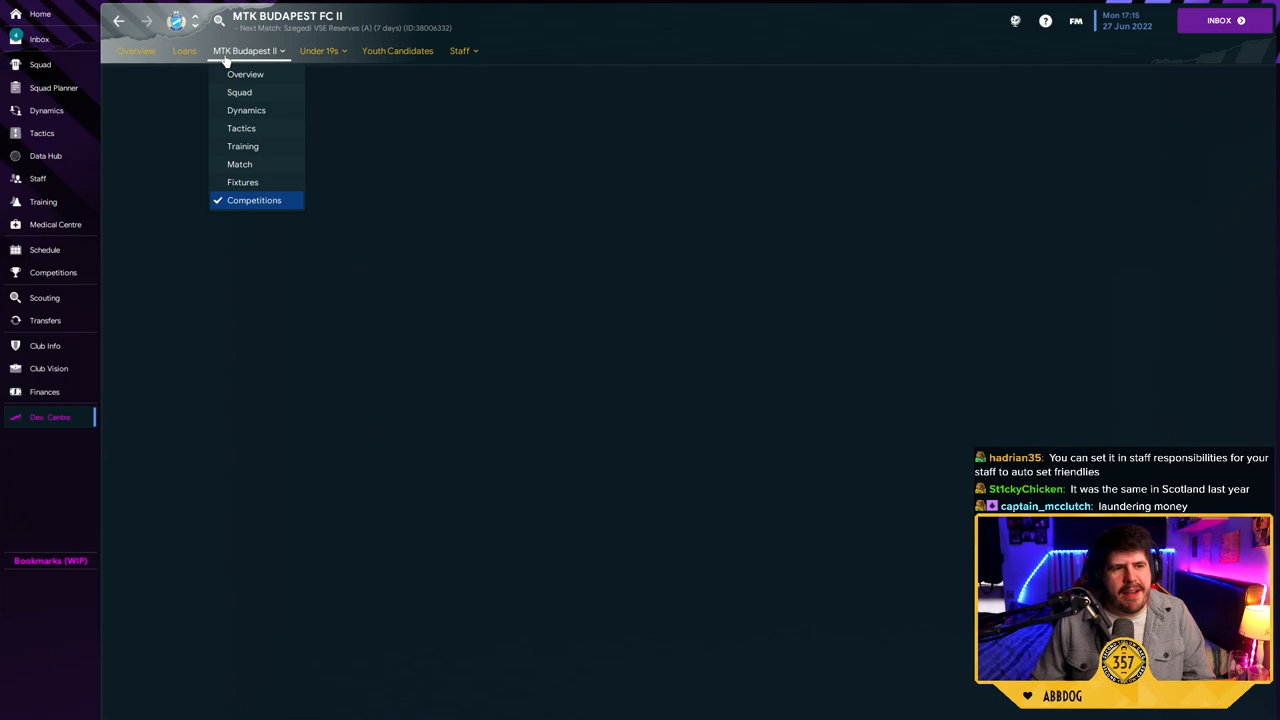 MTK BUDAPEST FC II
- Next Match: Szegedi VSE Reserves (A) (7 days) (ID:38006332)
FM
Mon 17:15
27 Jun 2022
INBOX
Overview
Loans
MTK Budapest II
Under 19s
Youth Candidates
Staff
Overview
Squad
Dynamics
Tactics
Training
Match
Fixtures
Competitions
Home
4
Inbox
Squad
Squad Planner
Dynamics
Tactics
Data Hub
Staff
Training
Medical Centre
Schedule
Competitions
Scouting
Transfers
Club Info
Club Vision
Finances
Dev. Centre
Bookmarks (WIP)
hadrian35: You can set it in staff responsibilities for your
staff to auto set friendlies
St1ckyChicken: It was the same in Scotland last year
captain_mcclutch: laundering money
357
ABBDOG